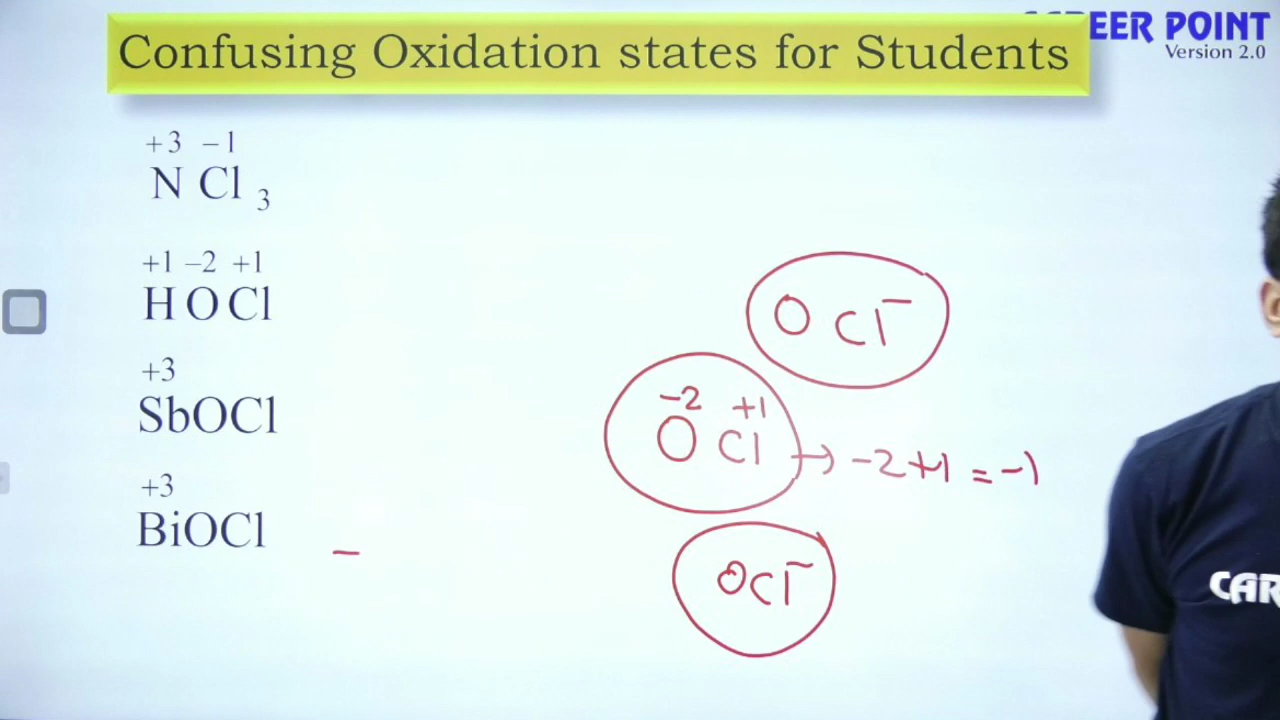 CAREER POINT
Version 2.0
Confusing Oxidation states for Students
+3 –1
N Cl 3
+1 –2 +1
H O Cl
+3
SbOCl
+3
BiOCl
–
O Cl⁻
-2 +1
O Cl → -2+1 = -1
OCl⁻
CAR